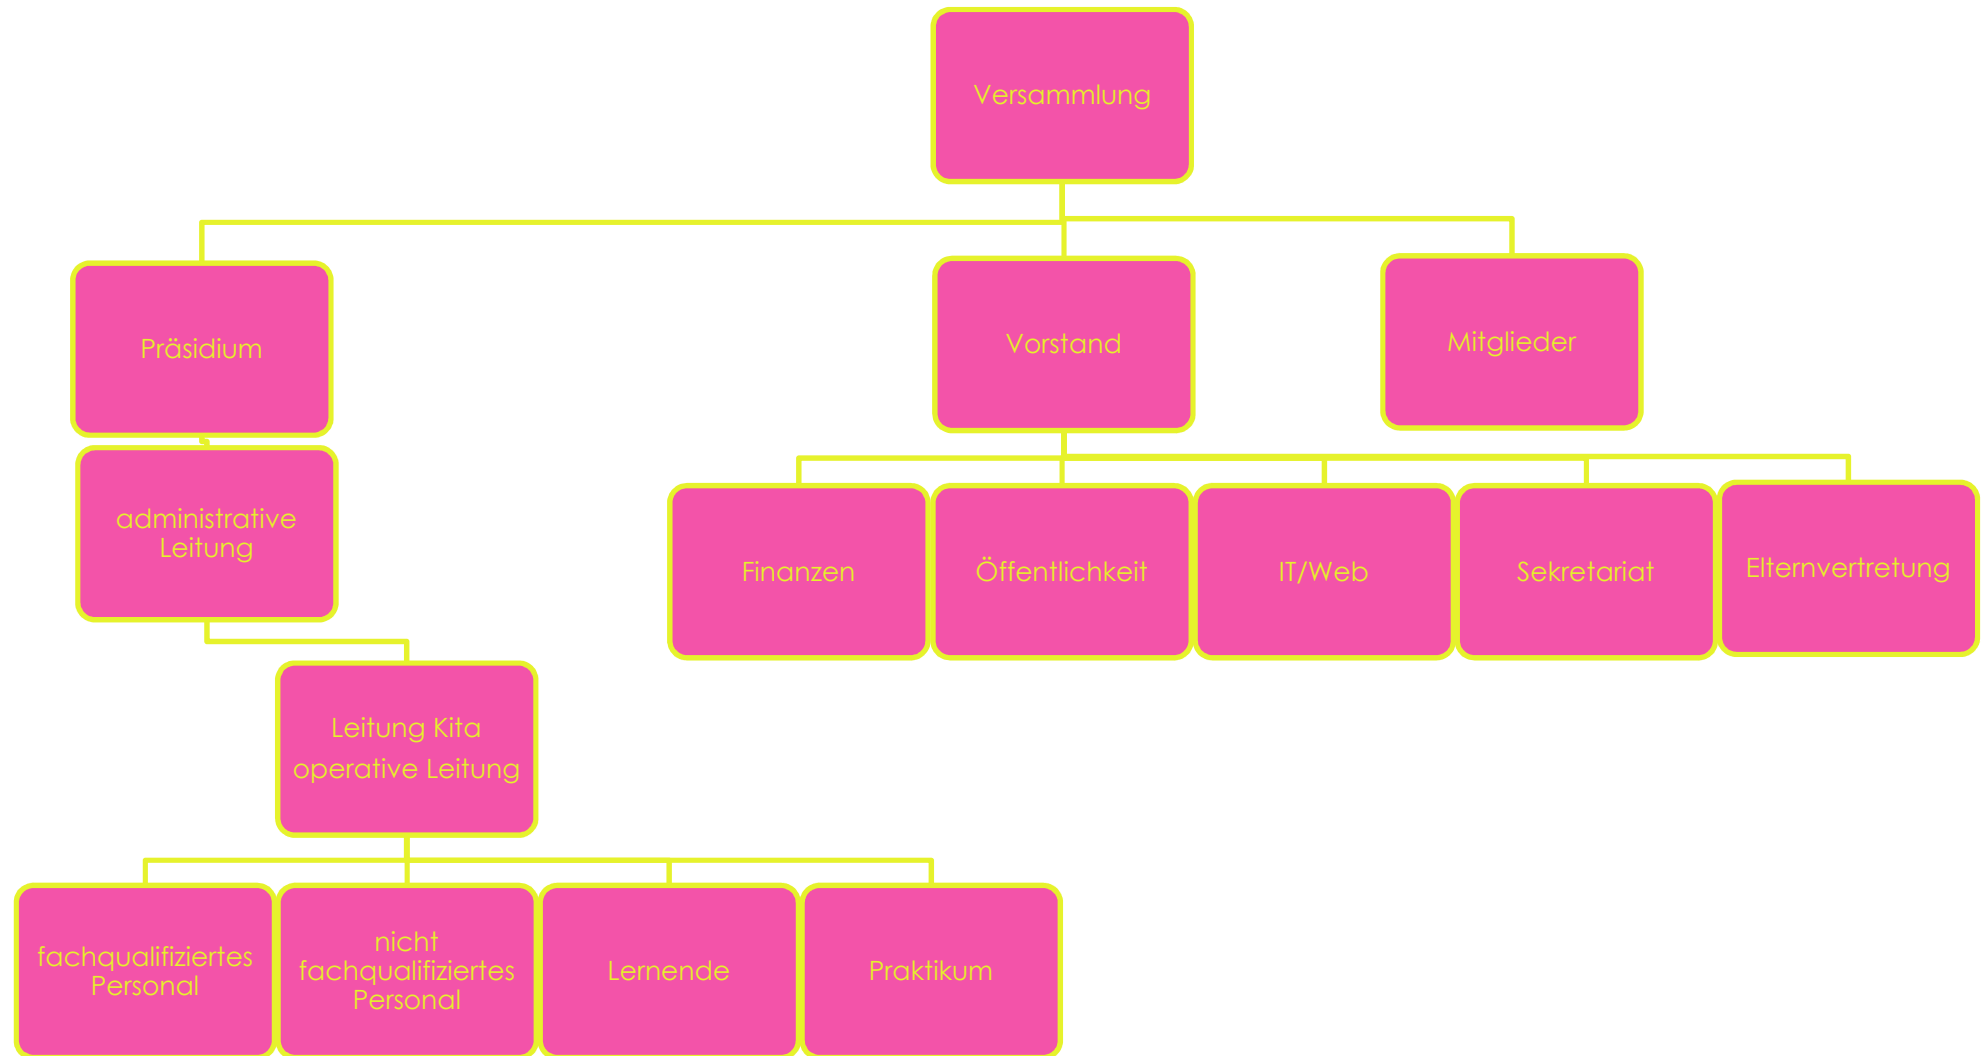 Versammlung
Präsidium
Vorstand
Mitglieder
administrative
Leitung
Finanzen
Öffentlichkeit
IT/Web
Sekretariat
Elternvertretung
Leitung Kita
operative Leitung
fachqualifiziertes
Personal
nicht
fachqualifiziertes
Personal
Lernende
Praktikum